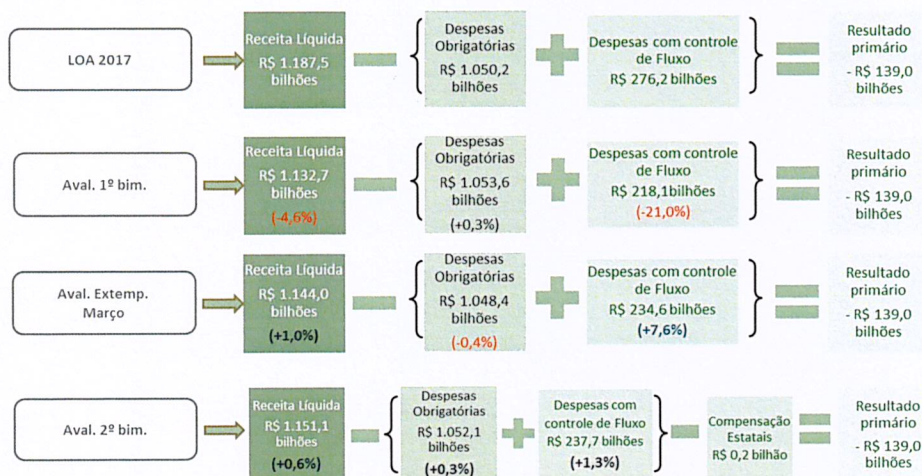 LOA 2017
Receita Líquida
R$ 1.187,5
bilhões
Despesas
Obrigatórias
R$ 1.050,2
bilhões
Despesas com controle
de Fluxo
R$ 276,2 bilhões
Resultado
primário
- R$ 139,0
bilhões
Aval. 1º bim.
Receita Líquida
R$ 1.132,7
bilhões
(-4,6%)
Despesas
Obrigatórias
R$ 1.053,6
bilhões
(+0,3%)
Despesas com controle
de Fluxo
R$ 218,1bilhões
(-21,0%)
Resultado
primário
- R$ 139,0
bilhões
Aval. Extemp.
Março
Receita Líquida
R$ 1.144,0
bilhões
(+1,0%)
Despesas
Obrigatórias
R$ 1.048,4
bilhões
(-0,4%)
Despesas com controle
de Fluxo
R$ 234,6 bilhões
(+7,6%)
Resultado
primário
- R$ 139,0
bilhões
Aval. 2º bim.
Receita Líquida
R$ 1.151,1
bilhões
(+0,6%)
Despesas
Obrigatórias
R$ 1.052,1
bilhões
(+0,3%)
Despesas com
controle de Fluxo
R$ 237,7 bilhões
(+1,3%)
Compensação
Estatais
R$ 0,2 bilhão
Resultado
primário
- R$ 139,0
bilhões